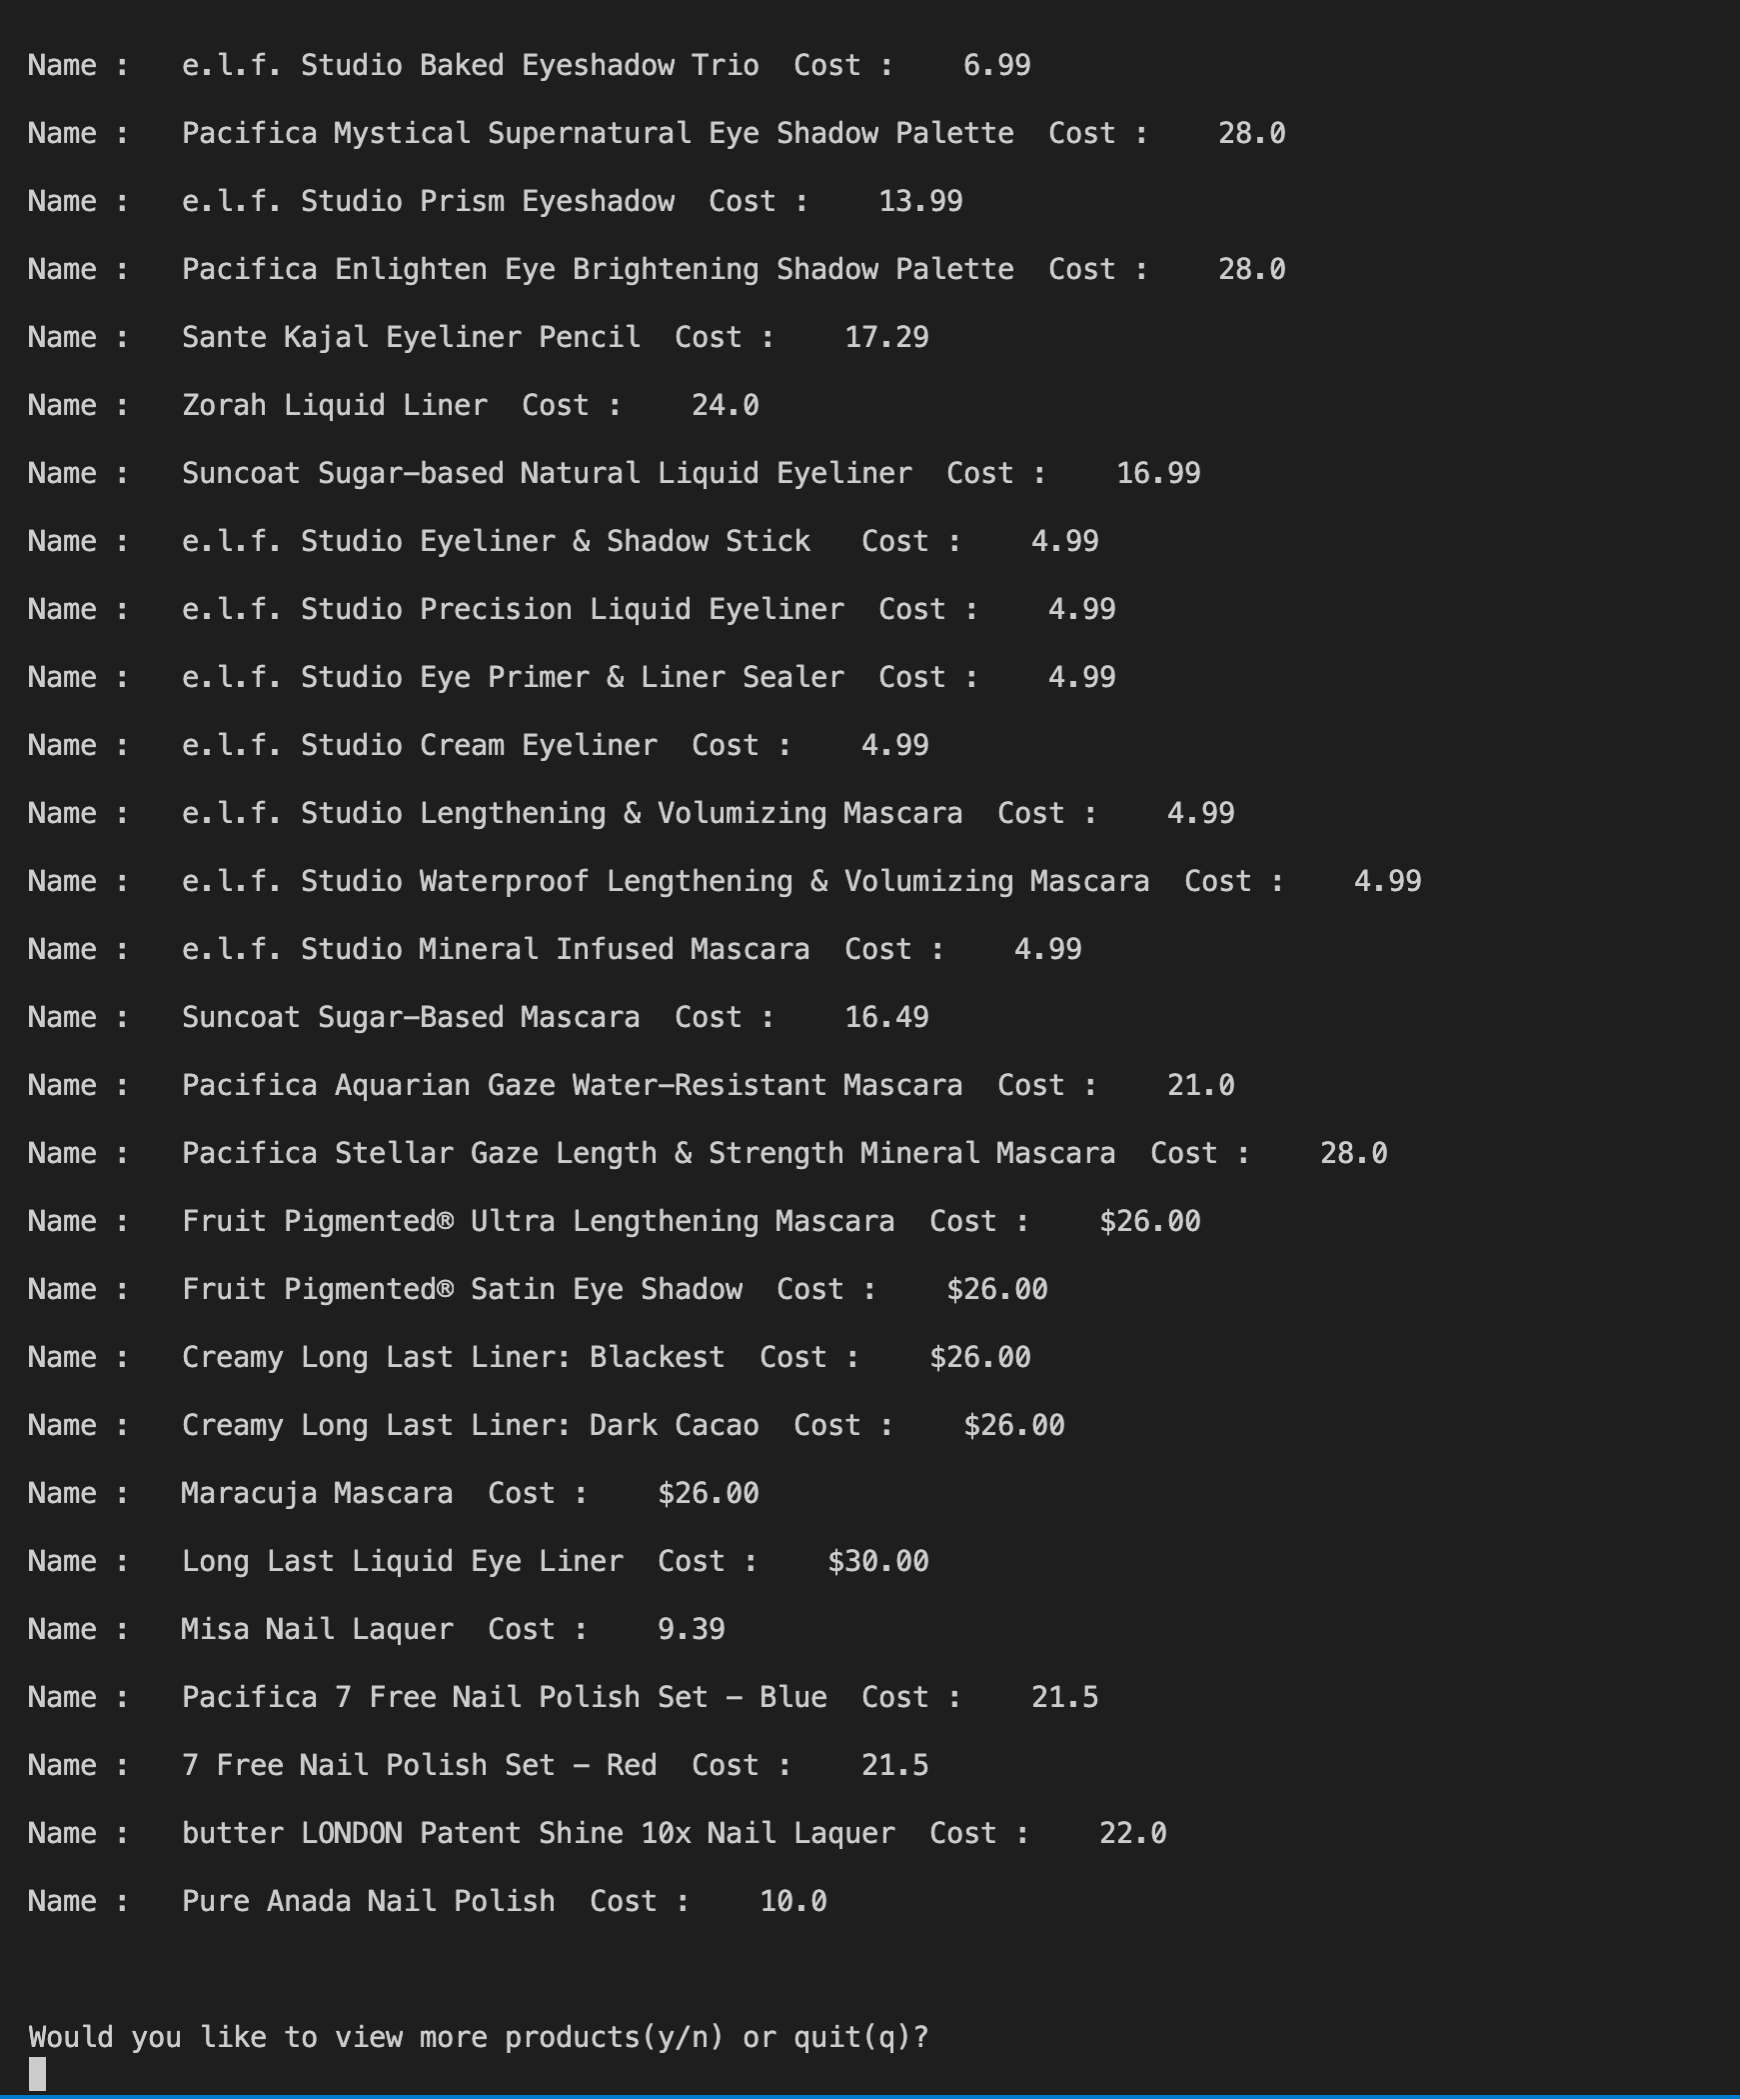 Name :   e.l.f. Studio Baked Eyeshadow Trio  Cost :    6.99
Name :   Pacifica Mystical Supernatural Eye Shadow Palette  Cost :    28.0
Name :   e.l.f. Studio Prism Eyeshadow  Cost :    13.99
Name :   Pacifica Enlighten Eye Brightening Shadow Palette  Cost :    28.0
Name :   Sante Kajal Eyeliner Pencil  Cost :    17.29
Name :   Zorah Liquid Liner  Cost :    24.0
Name :   Suncoat Sugar-based Natural Liquid Eyeliner  Cost :    16.99
Name :   e.l.f. Studio Eyeliner & Shadow Stick   Cost :    4.99
Name :   e.l.f. Studio Precision Liquid Eyeliner  Cost :    4.99
Name :   e.l.f. Studio Eye Primer & Liner Sealer  Cost :    4.99
Name :   e.l.f. Studio Cream Eyeliner  Cost :    4.99
Name :   e.l.f. Studio Lengthening & Volumizing Mascara  Cost :    4.99
Name :   e.l.f. Studio Waterproof Lengthening & Volumizing Mascara  Cost :    4.99
Name :   e.l.f. Studio Mineral Infused Mascara  Cost :    4.99
Name :   Suncoat Sugar-Based Mascara  Cost :    16.49
Name :   Pacifica Aquarian Gaze Water-Resistant Mascara  Cost :    21.0
Name :   Pacifica Stellar Gaze Length & Strength Mineral Mascara  Cost :    28.0
Name :   Fruit Pigmented® Ultra Lengthening Mascara  Cost :    $26.00
Name :   Fruit Pigmented® Satin Eye Shadow  Cost :    $26.00
Name :   Creamy Long Last Liner: Blackest  Cost :    $26.00
Name :   Creamy Long Last Liner: Dark Cacao  Cost :    $26.00
Name :   Maracuja Mascara  Cost :    $26.00
Name :   Long Last Liquid Eye Liner  Cost :    $30.00
Name :   Misa Nail Laquer  Cost :    9.39
Name :   Pacifica 7 Free Nail Polish Set - Blue  Cost :    21.5
Name :   7 Free Nail Polish Set - Red  Cost :    21.5
Name :   butter LONDON Patent Shine 10x Nail Laquer  Cost :    22.0
Name :   Pure Anada Nail Polish  Cost :    10.0
Would you like to view more products(y/n) or quit(q)?